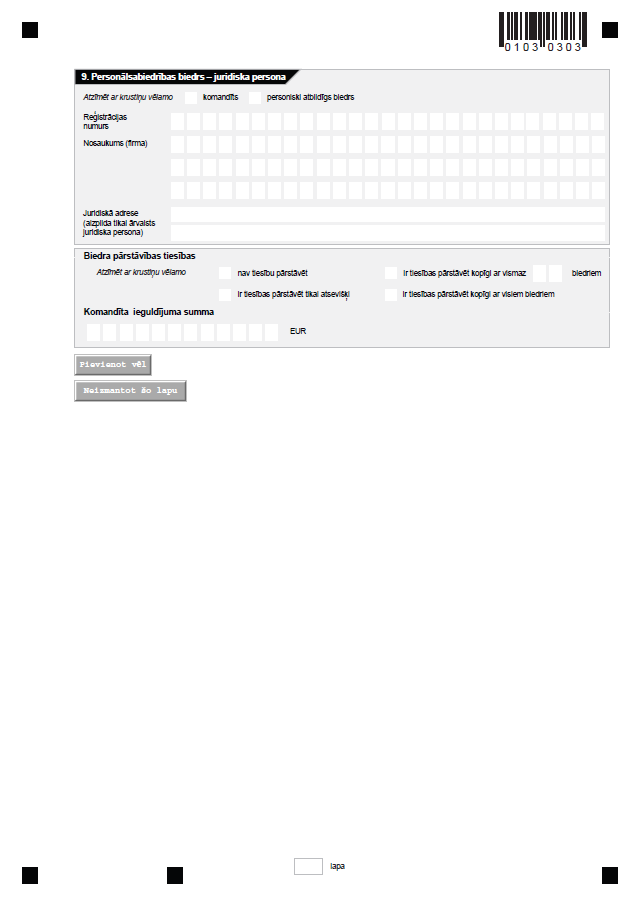 0103 0303
9. Personālsabiedrības biedrs – juridiska persona
Atzīmēt ar krustiņu vēlamo komandīts personiski atbildīgs biedrs
Reģistrācijas
numurs
Nosaukums (firma)
Juridiskā adrese
(aizpilda tikai ārvalsts
juridiska persona)
Biedra pārstāvības tiesības
Atzīmēt ar krustiņu vēlamo nav tiesību pārstāvēt ir tiesības pārstāvēt kopīgi ar vismaz biedriem
ir tiesības pārstāvēt tikai atsevišķi ir tiesības pārstāvēt kopīgi ar visiem biedriem
Komandīta ieguldījuma summa
EUR
Pievienot vēl
Neizmantot šo lapu
lapa